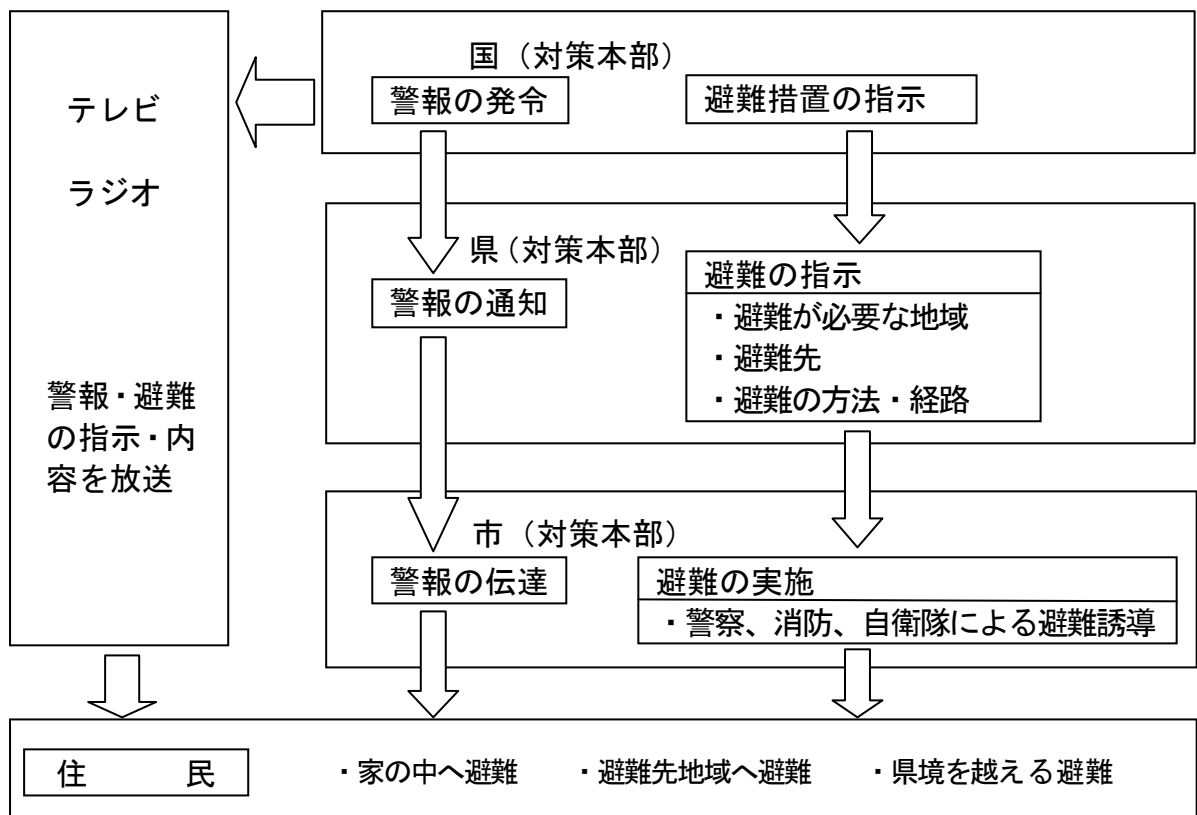 テレビ
ラジオ
警報・避難
の指示・内
容を放送
国（対策本部）
警報の発令
避難措置の指示
県（対策本部）
警報の通知
避難の指示
・避難が必要な地域
・避難先
・避難の方法・経路
市（対策本部）
警報の伝達
避難の実施
・警察、消防、自衛隊による避難誘導
住　民
・家の中へ避難　・避難先地域へ避難　・県境を越える避難